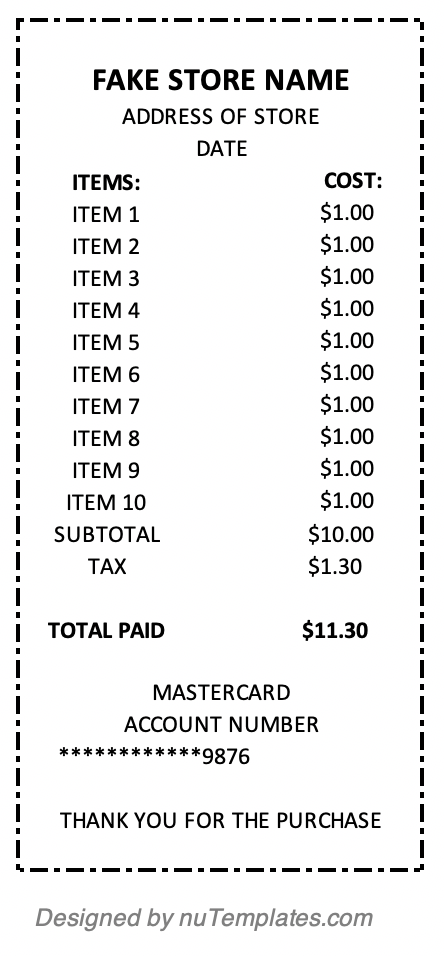 FAKE STORE NAME
ADDRESS OF STORE
DATE
ITEMS: COST:
ITEM 1 $1.00
ITEM 2 $1.00
ITEM 3 $1.00
ITEM 4 $1.00
ITEM 5 $1.00
ITEM 6 $1.00
ITEM 7 $1.00
ITEM 8 $1.00
ITEM 9 $1.00
ITEM 10 $1.00
SUBTOTAL $10.00
TAX $1.30
TOTAL PAID $11.30
MASTERCARD
ACCOUNT NUMBER
************9876
THANK YOU FOR THE PURCHASE
Designed by nuTemplates.com